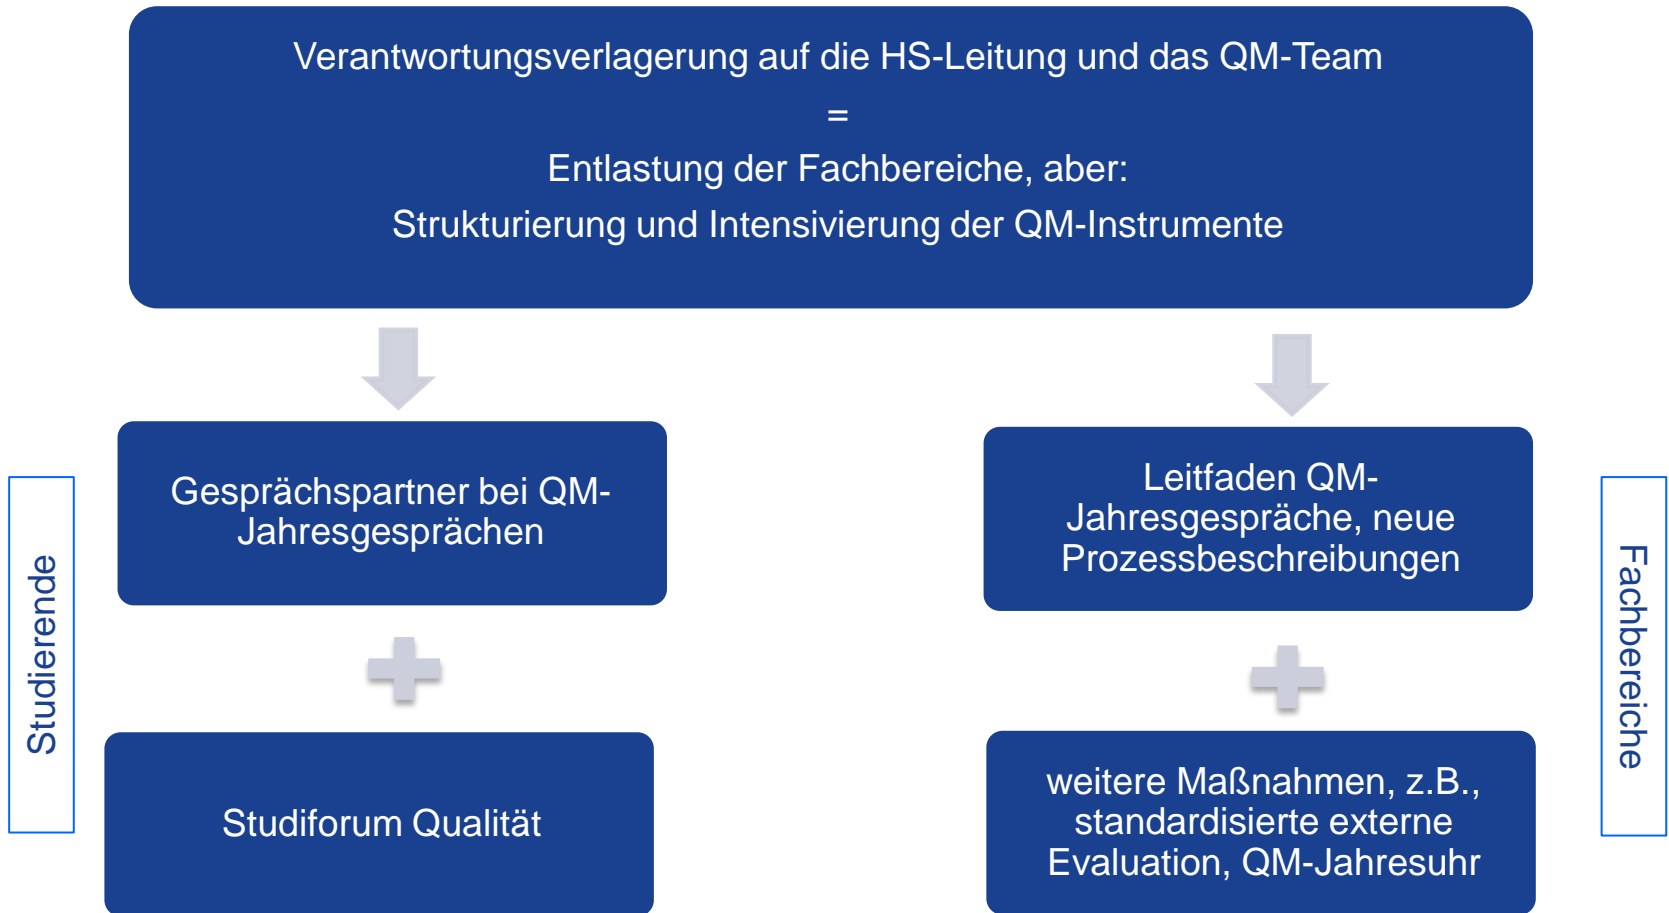 Verantwortungsverlagerung auf die HS-Leitung und das QM-Team
=
Entlastung der Fachbereiche, aber:
Strukturierung und Intensivierung der QM-Instrumente
Studierende
Gesprächspartner bei QM-
Jahresgesprächen
Studiforum Qualität
Leitfaden QM-
Jahresgespräche, neue
Prozessbeschreibungen
weitere Maßnahmen, z.B.,
standardisierte externe
Evaluation, QM-Jahresuhr
Fachbereiche